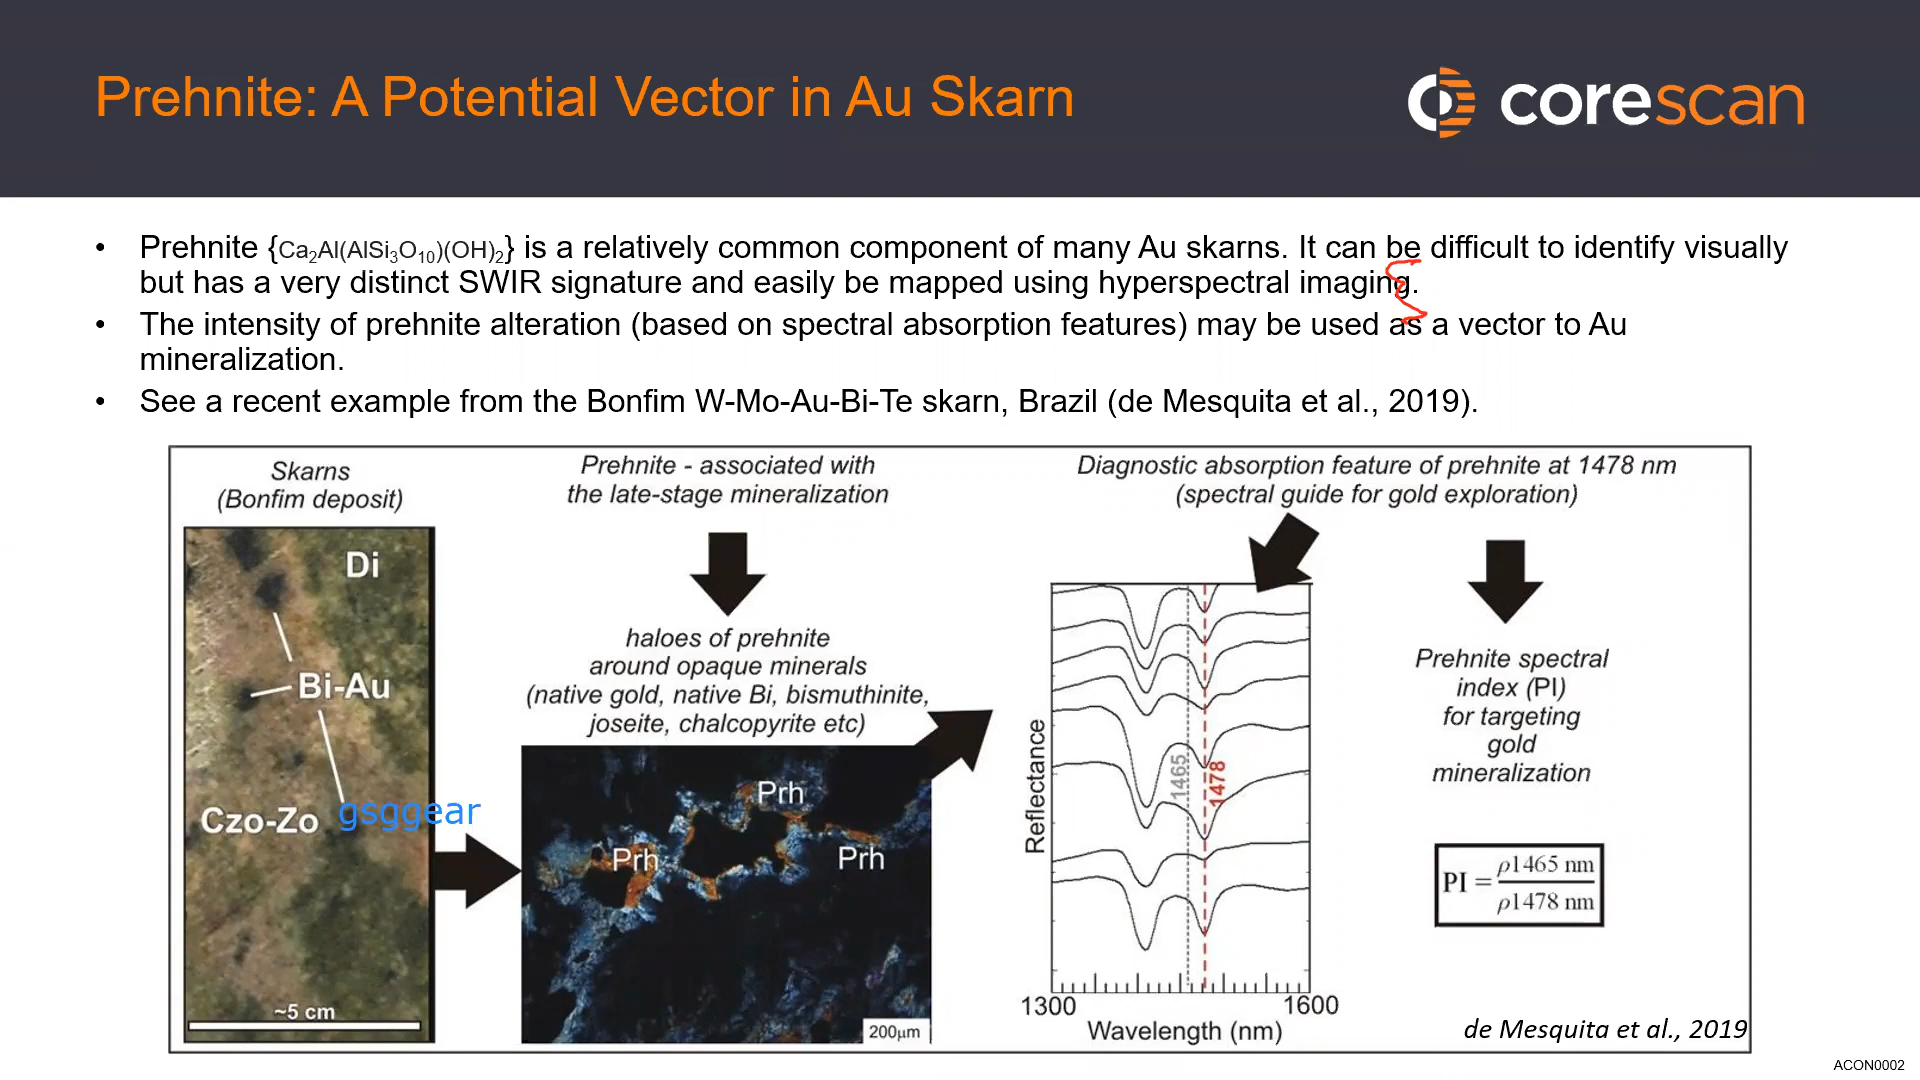 Prehnite: A Potential Vector in Au Skarn
corescan
• Prehnite {Ca₂Al(AlSi₃O₁₀)(OH)₂} is a relatively common component of many Au skarns. It can be difficult to identify visually
but has a very distinct SWIR signature and easily be mapped using hyperspectral imaging.
• The intensity of prehnite alteration (based on spectral absorption features) may be used as a vector to Au
mineralization.
• See a recent example from the Bonfim W-Mo-Au-Bi-Te skarn, Brazil (de Mesquita et al., 2019).
Skarns
(Bonfim deposit)
Di
Bi-Au
Czo-Zo
gsggear
~5 cm
Prehnite - associated with
the late-stage mineralization
haloes of prehnite
around opaque minerals
(native gold, native Bi, bismuthinite,
joseite, chalcopyrite etc)
Prh
Prh
Prh
200µm
Diagnostic absorption feature of prehnite at 1478 nm
(spectral guide for gold exploration)
Reflectance
1465
1478
1300
1600
Wavelength (nm)
Prehnite spectral
index (PI)
for targeting
gold
mineralization
PI = ρ1465 nm
ρ1478 nm
de Mesquita et al., 2019
ACON0002